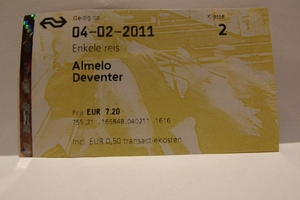 Geldig op
04-02-2011
Klasse
2
Enkele reis
Almelo
Deventer
Prijs EUR 7.20
Incl. EUR 0,50 transactiekosten